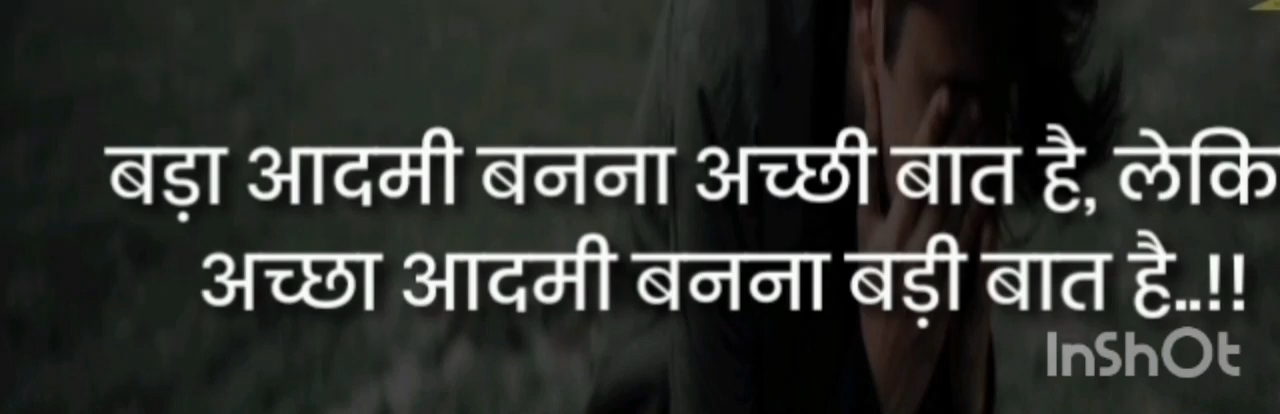 बड़ा आदमी बनना अच्छी बात है, लेकि
अच्छा आदमी बनना बड़ी बात है..!!
InShOt